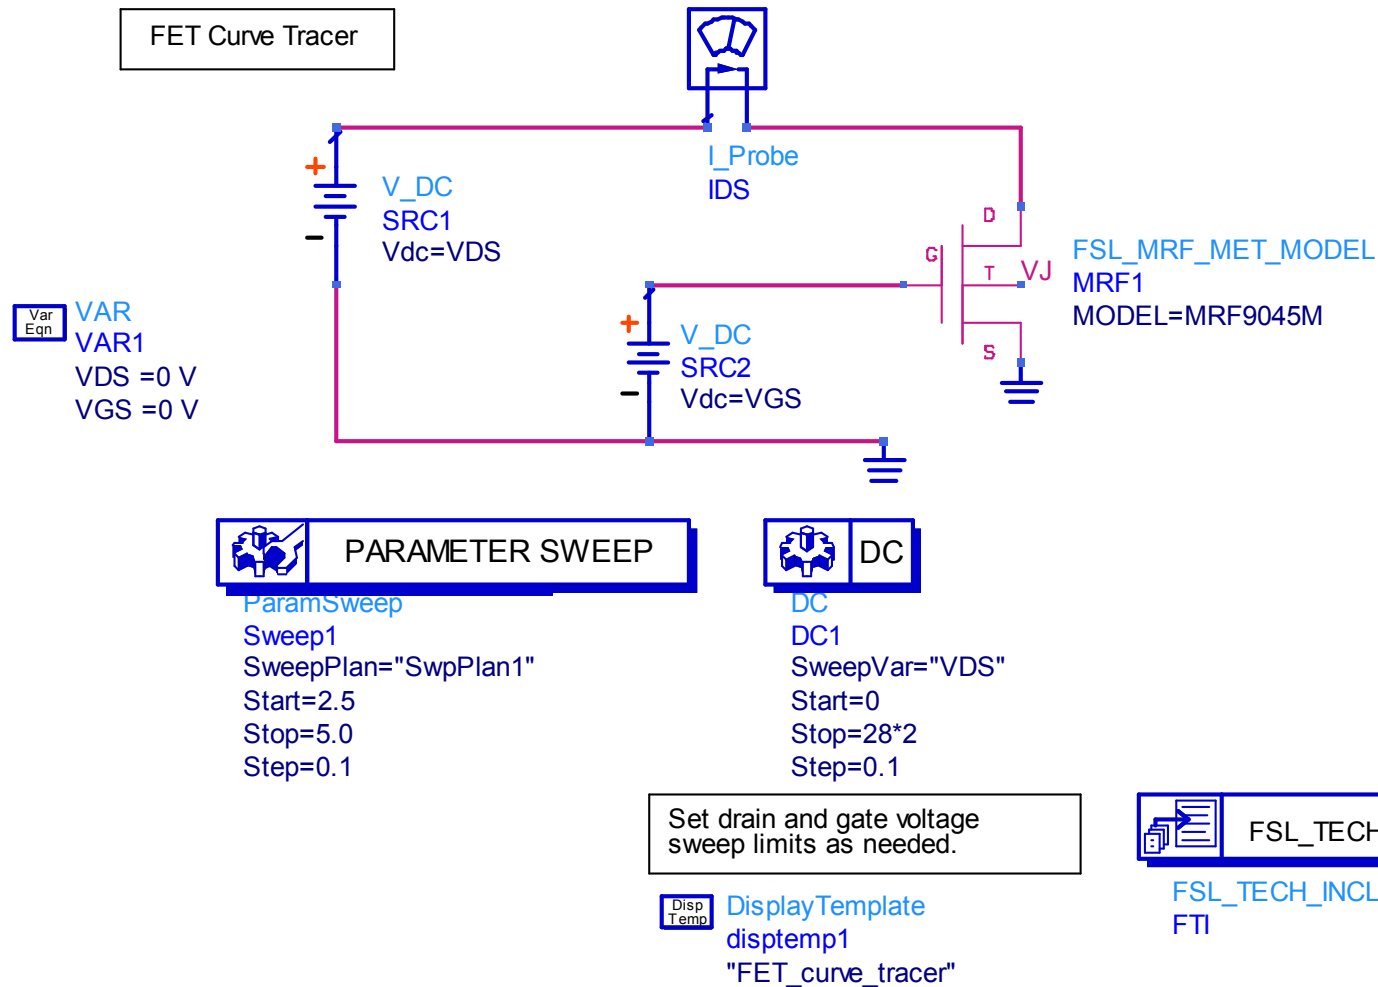 FET Curve Tracer
I_Probe
IDS
+
V_DC
SRC1
Vdc=VDS
D
G
T
VJ
S
FSL_MRF_MET_MODEL
MRF1
MODEL=MRF9045M
Var
Eqn
VAR
VAR1
VDS =0 V
VGS =0 V
+
V_DC
SRC2
Vdc=VGS
PARAMETER SWEEP
ParamSweep
Sweep1
SweepPlan="SwpPlan1"
Start=2.5
Stop=5.0
Step=0.1
DC
DC
DC1
SweepVar="VDS"
Start=0
Stop=28*2
Step=0.1
Set drain and gate voltage
sweep limits as needed.
Disp
Temp
DisplayTemplate
disptemp1
"FET_curve_tracer"
FSL_TECH
FSL_TECH_INCL
FTI